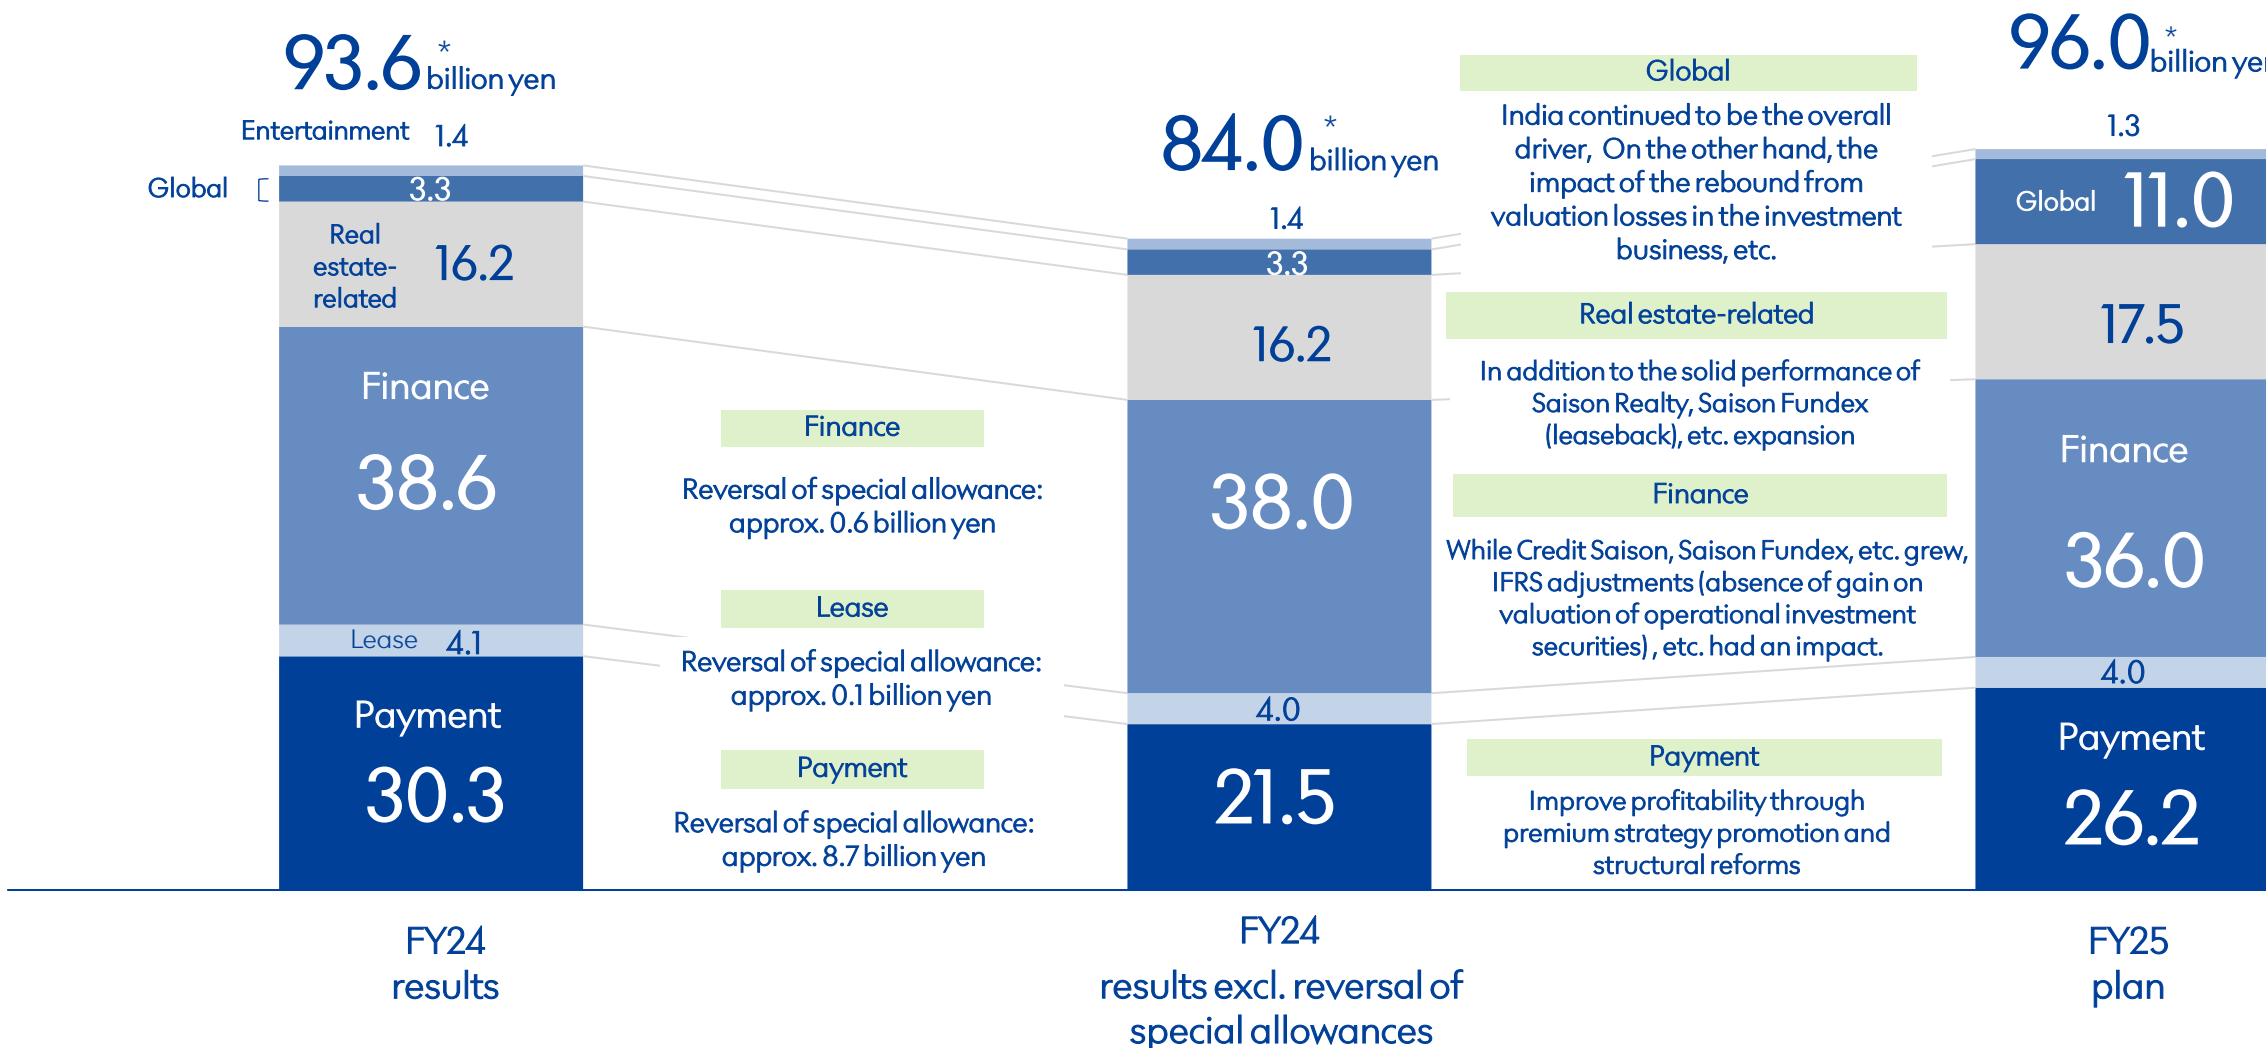 93.6 * billion yen
Entertainment 1.4
Global 3.3
Real
estate-
related
16.2
Finance
38.6
Lease 4.1
Payment
30.3
FY24
results
Finance
Reversal of special allowance:
approx. 0.6 billion yen
Lease
Reversal of special allowance:
approx. 0.1 billion yen
Payment
Reversal of special allowance:
approx. 8.7 billion yen
84.0 * billion yen
1.4
3.3
16.2
38.0
4.0
21.5
FY24
results excl. reversal of
special allowances
Global
India continued to be the overall
driver, On the other hand, the
impact of the rebound from
valuation losses in the investment
business, etc.
Real estate-related
In addition to the solid performance of
Saison Realty, Saison Fundex
(leaseback), etc. expansion
Finance
While Credit Saison, Saison Fundex, etc. grew,
IFRS adjustments (absence of gain on
valuation of operational investment
securities) , etc. had an impact.
Payment
Improve profitability through
premium strategy promotion and
structural reforms
96.0 * billion ye
1.3
Global 11.0
17.5
Finance
36.0
4.0
Payment
26.2
FY25
plan